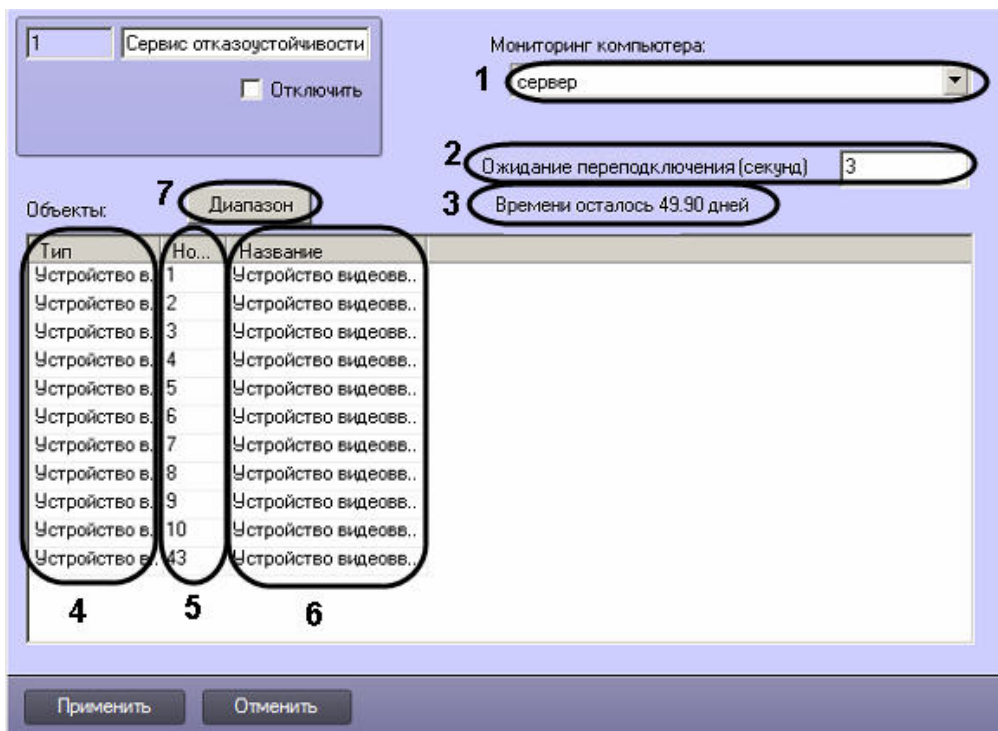 1 Сервис отказоустойчивости
Отключить
Мониторинг компьютера:
1 сервер
2 Ожидание переподключения (секунд) 3
3 Времени осталось 49.90 дней
Объекты: 7 Диапазон
Тип Но... Название
Устройство в. 1 Устройство видеовв..
Устройство в. 2 Устройство видеовв..
Устройство в. 3 Устройство видеовв..
Устройство в. 4 Устройство видеовв..
Устройство в. 5 Устройство видеовв..
Устройство в. 6 Устройство видеовв..
Устройство в. 7 Устройство видеовв..
Устройство в. 8 Устройство видеовв..
Устройство в. 9 Устройство видеовв..
Устройство в. 10 Устройство видеовв..
Устройство в.. 43 Устройство видеовв..
4 5 6
Применить Отменить